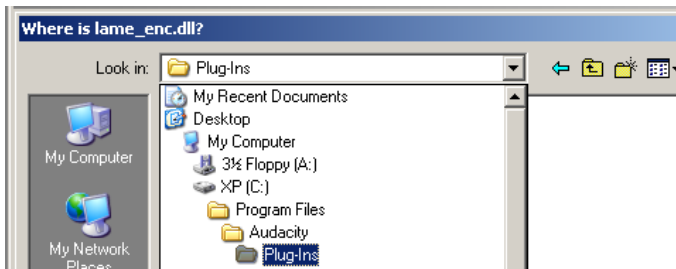 Where is lame_enc.dll?
Look in: Plug-Ins
My Recent Documents
Desktop
My Computer
3½ Floppy (A:)
XP (C:)
Program Files
Audacity
Plug-Ins
My Computer
My Network
Places